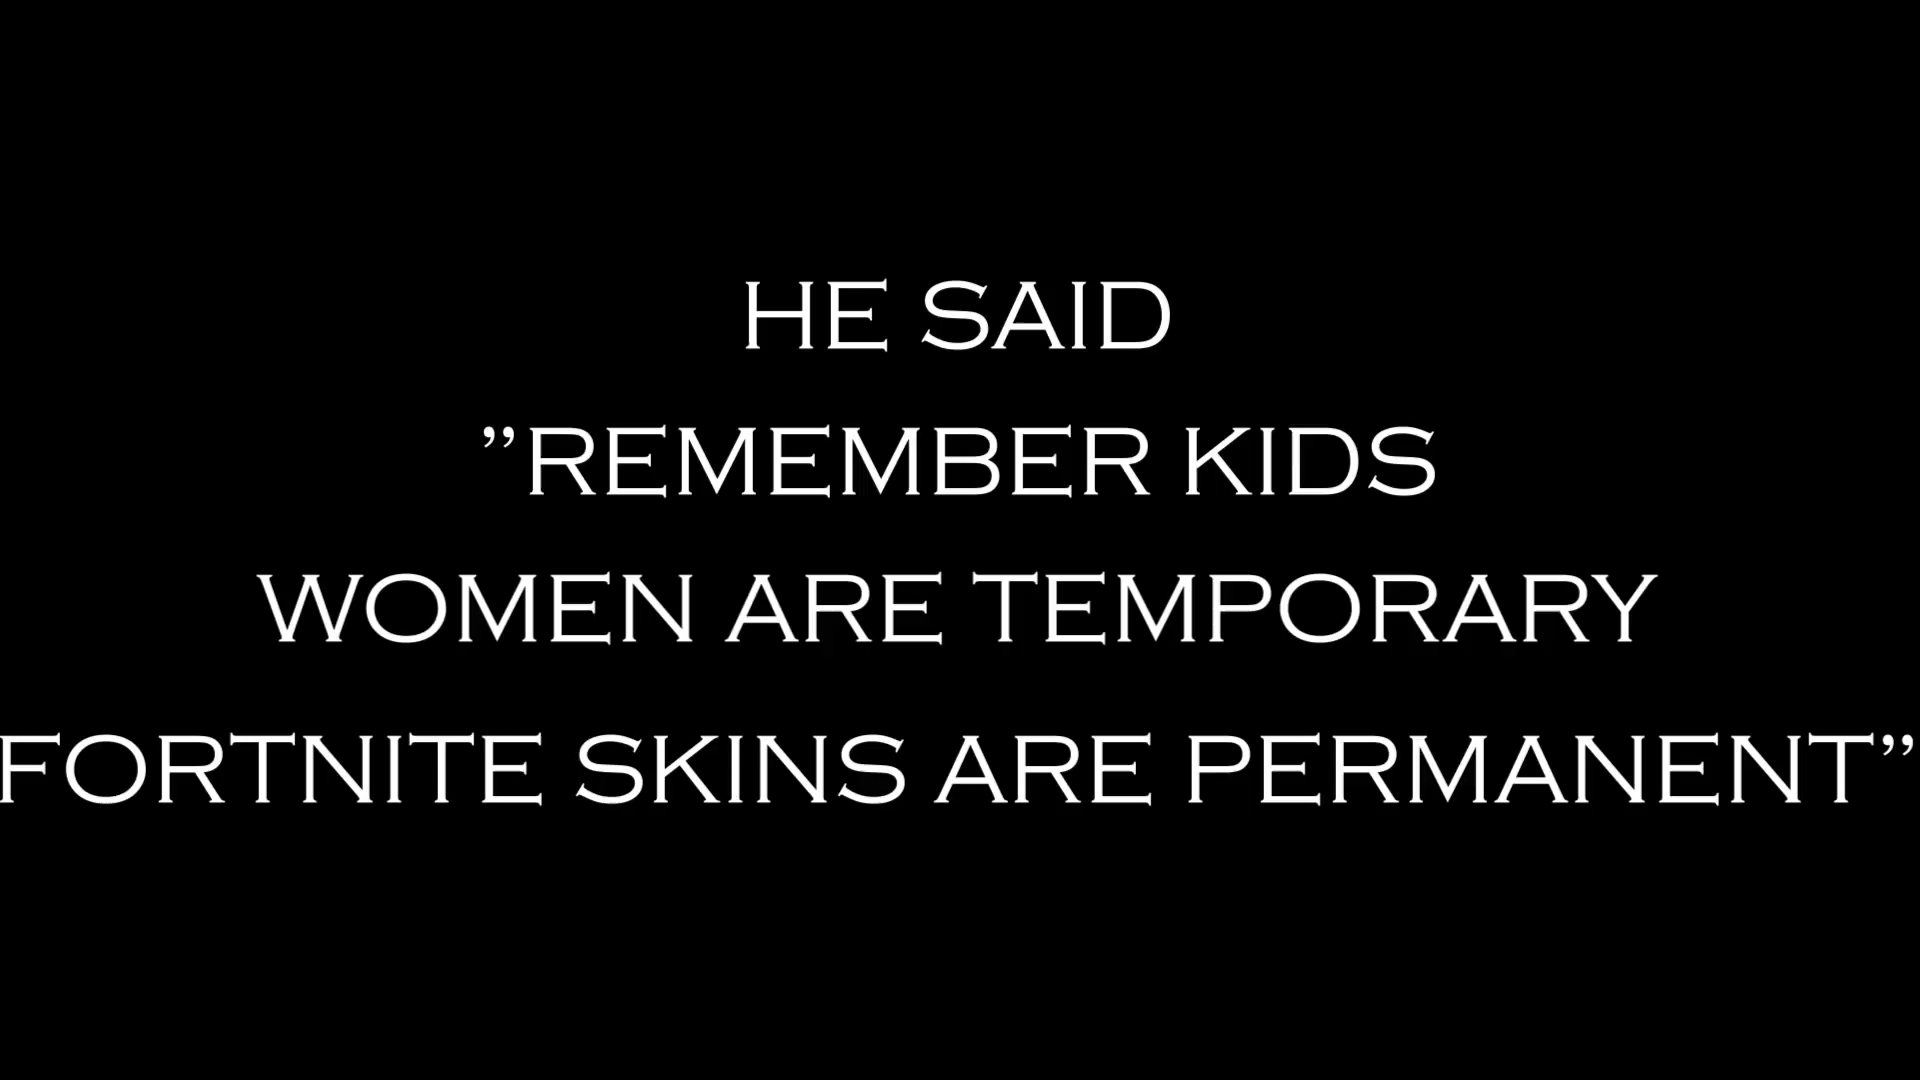 HE SAID
”REMEMBER KIDS
WOMEN ARE TEMPORARY
FORTNITE SKINS ARE PERMANENT”